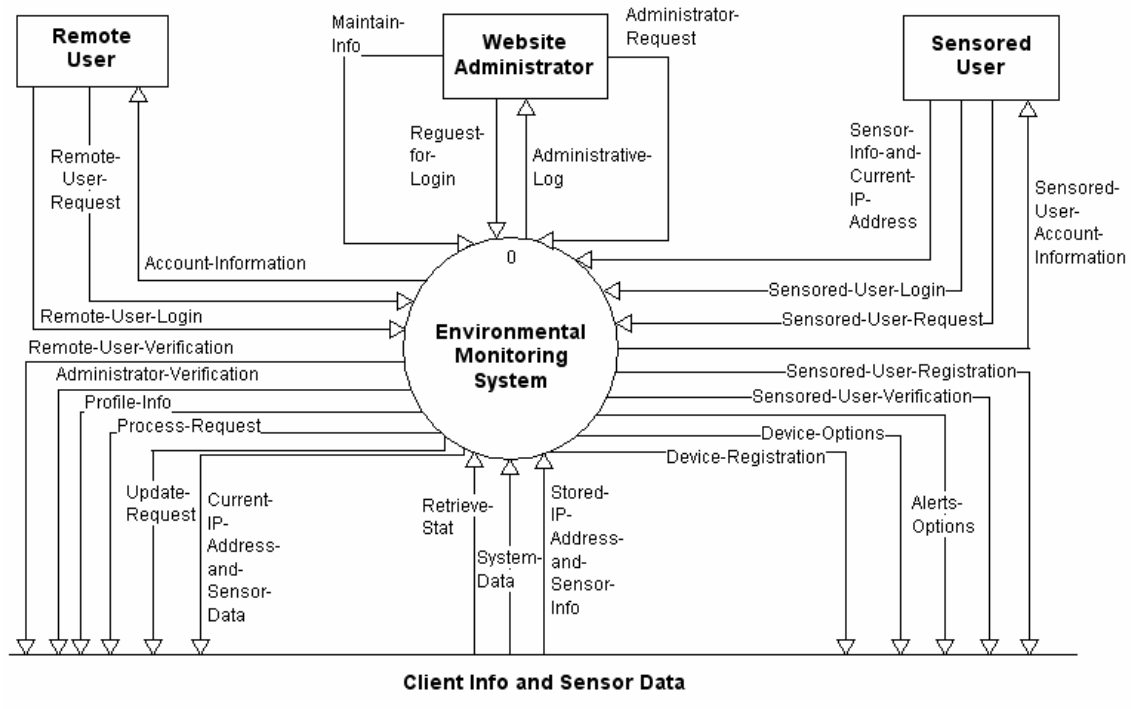 Remote
User
Maintain-
Info
Website
Administrator
Administrator-
Request
Sensored
User
Remote-
User-
Request
Reguest-
for-
Login
Administrative-
Log
Sensor-
Info-and-
Current-
IP-
Address
Sensored-
User-
Account-
Information
Account-Information
0
Remote-User-Login
Sensored-User-Login
Sensored-User-Request
Environmental
Monitoring
System
Remote-User-Verification
Administrator-Verification
Profile-Info
Process-Request
Sensored-User-Registration
Sensored-User-Verification
Device-Options
Device-Registration
Update-
Request
Current-
IP-
Address-
and-
Sensor-
Data
Retrieve-
Stat
System-
Data
Stored-
IP-
Address-
and-
Sensor-
Info
Alerts-
Options
Client Info and Sensor Data